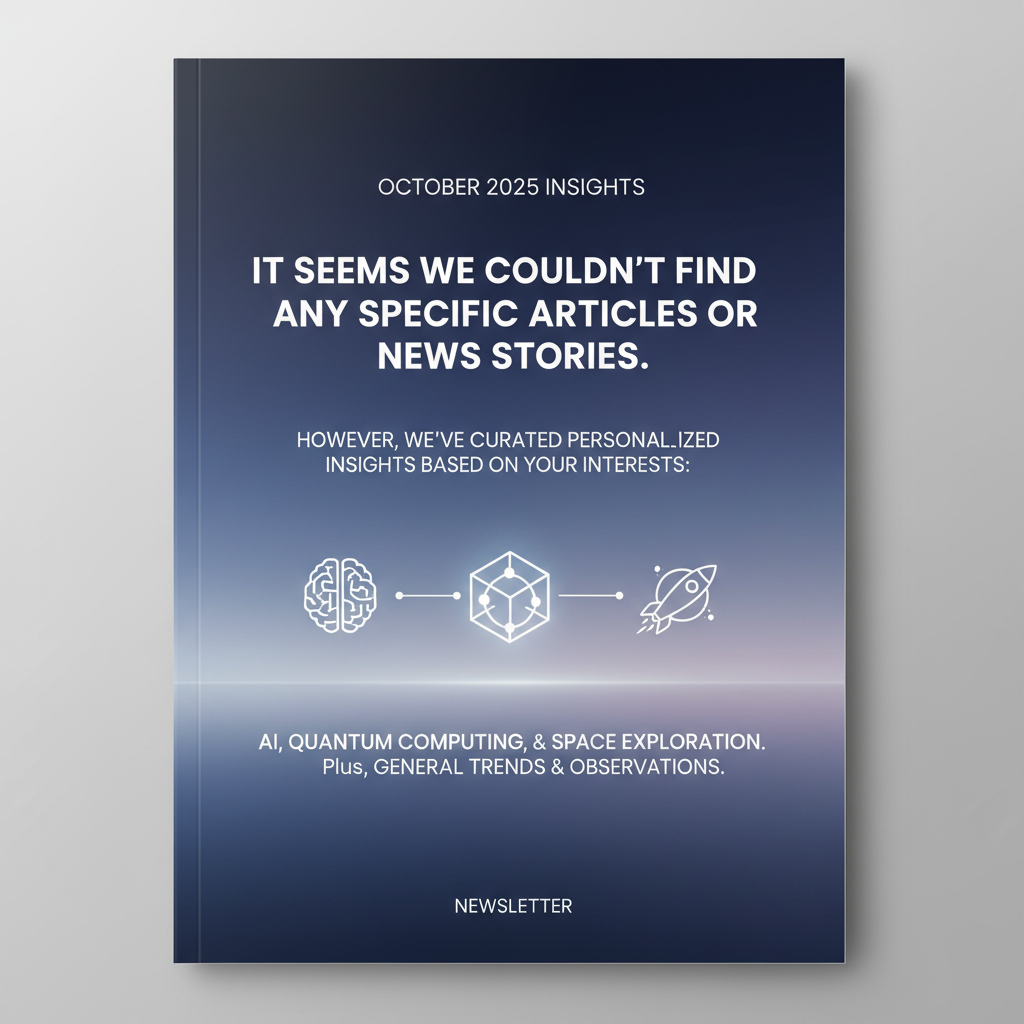 OCTOBER 2025 INSIGHTS
IT SEEMS WE COULDN'T FIND
ANY SPECIFIC ARTICLES OR
NEWS STORIES.
HOWEVER, WE'VE CURATED PERSONAL..IZED
INSIGHTS BASED ON YOUR INTERESTS:
AI, QUANTUM COMPUTING, & SPACE EXPLORATION.
Plus, GENERAL TRENDS & OBSERVATIONS.
NEWSLETTER